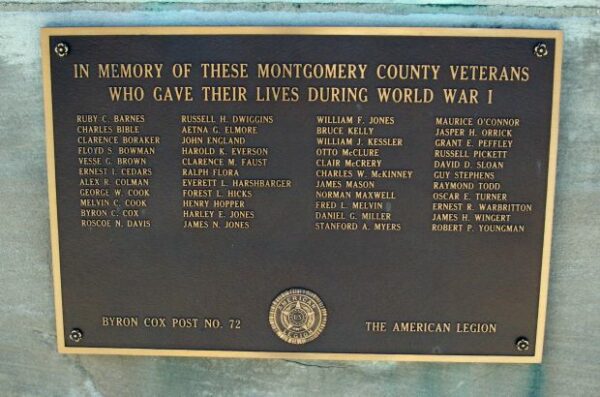 IN MEMORY OF THESE MONTGOMERY COUNTY VETERANS
WHO GAVE THEIR LIVES DURING WORLD WAR I
RUBY C. BARNES
CHARLES BIBLE
CLARENCE BORAKER
FLOYD S. BOWMAN
VESSE G. BROWN
ERNEST I. CEDARS
ALEX R. COLMAN
GEORGE W. COOK
MELVIN C. COOK
BYRON C. COX
ROSCOE N. DAVIS
RUSSELL H. DWIGGINS
AETNA G. ELMORE
JOHN ENGLAND
HAROLD K. EVERSON
CLARENCE M. FAUST
RALPH FLORA
EVERETT L. HARSHBARGER
FOREST L. HICKS
HENRY HOPPER
HARLEY E. JONES
JAMES N. JONES
WILLIAM F. JONES
BRUCE KELLY
WILLIAM J. KESSLER
OTTO McCLURE
CLAIR McCRERY
CHARLES W. McKINNEY
JAMES MASON
NORMAN MAXWELL
FRED L. MELVIN
DANIEL G. MILLER
STANFORD A. MYERS
MAURICE O'CONNOR
JASPER H. ORRICK
GRANT E. PEFFLEY
RUSSELL PICKETT
DAVID D. SLOAN
GUY STEPHENS
RAYMOND TODD
OSCAR E. TURNER
ERNEST R. WARBRITTON
JAMES H. WINGERT
ROBERT P. YOUNGMAN
BYRON COX POST NO. 72
AMERICAN
US
LEGION
THE AMERICAN LEGION